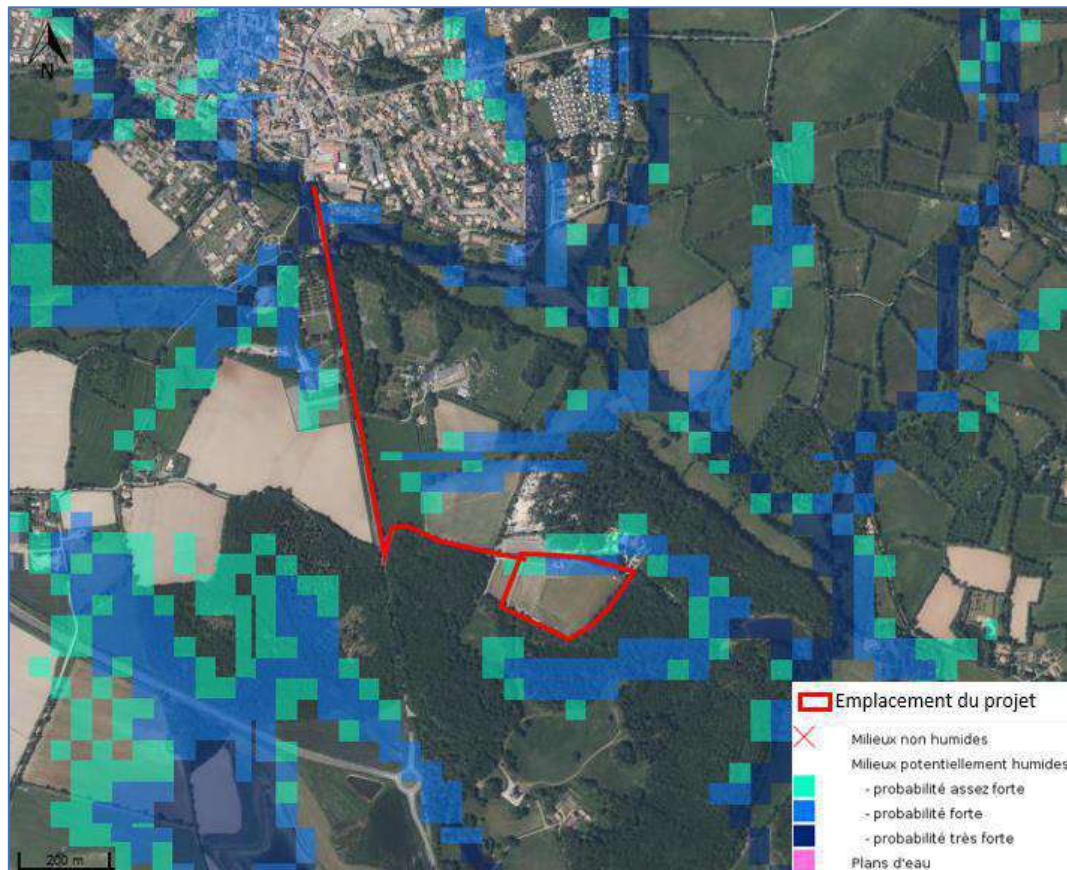 N
Emplacement du projet
Milieux non humides
Milieux potentiellement humides
- probabilité assez forte
- probabilité forte
- probabilité très forte
Plans d'eau
200 m